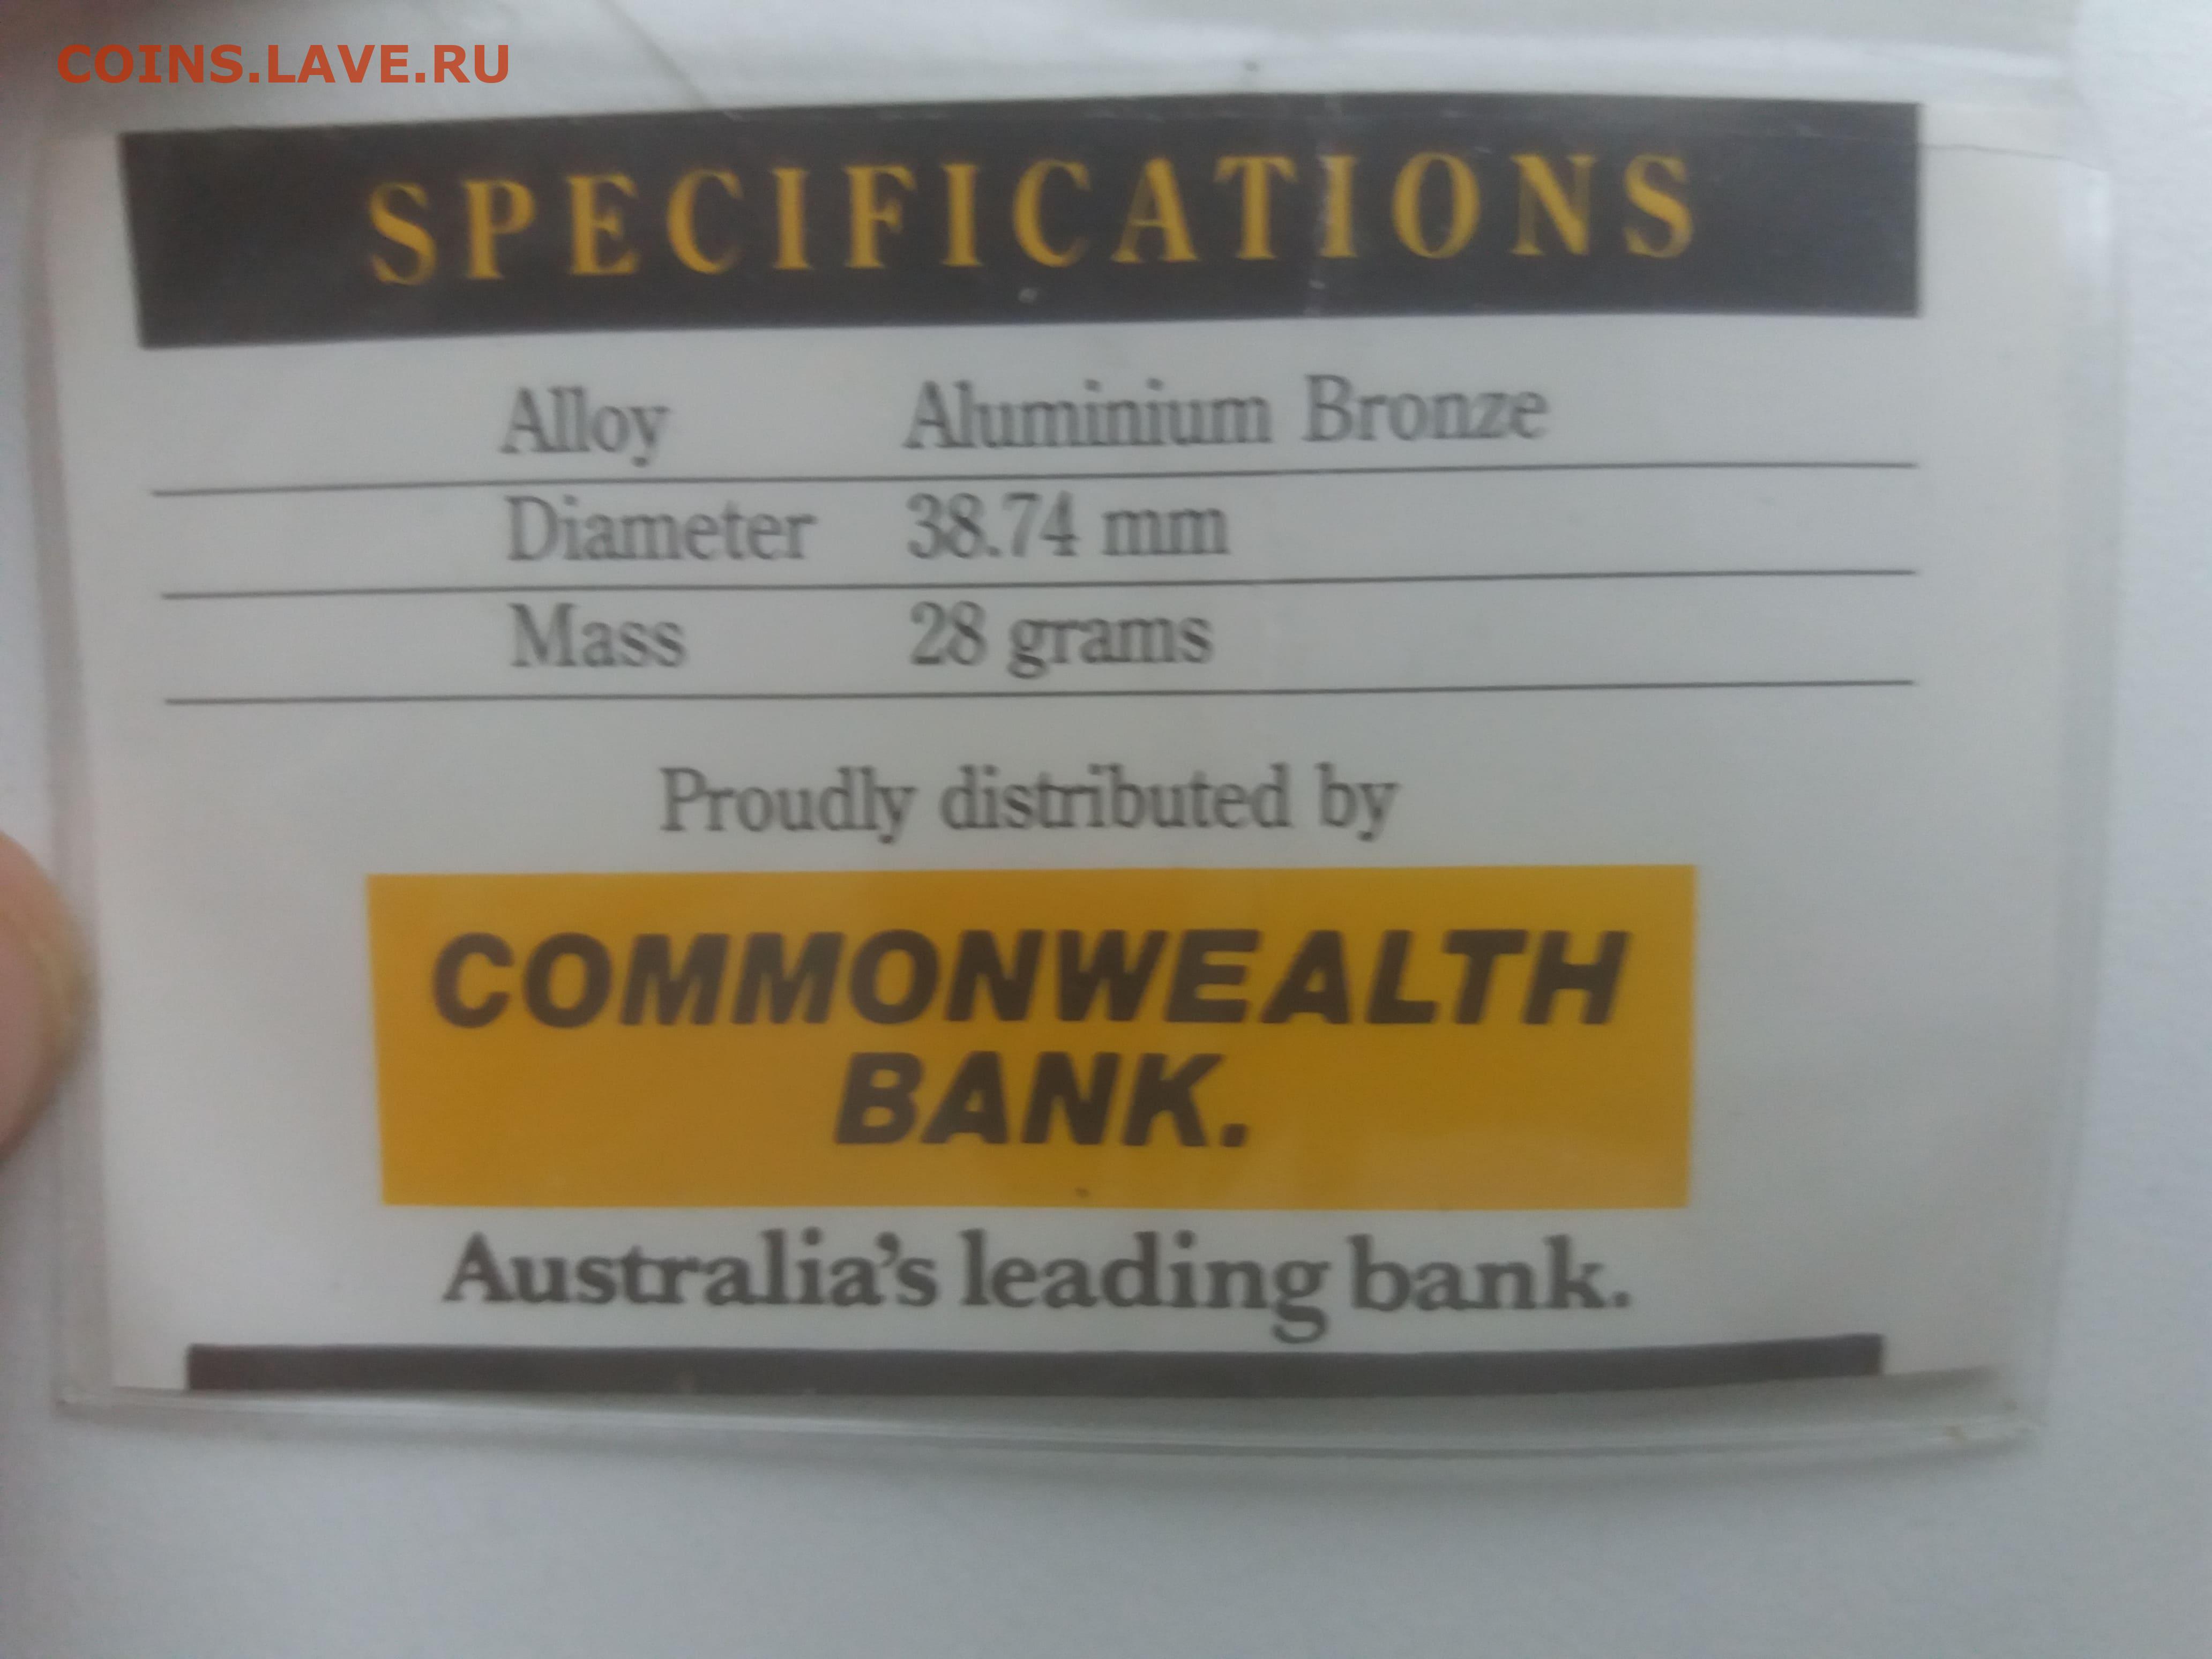 COINS.LAVE.RU
SPECIFICATIONS
Alloy Aluminium Bronze
Diameter 38.74 mm
Mass 28 grams
Proudly distributed by
COMMONWEALTH
BANK.
Australia's leading bank.